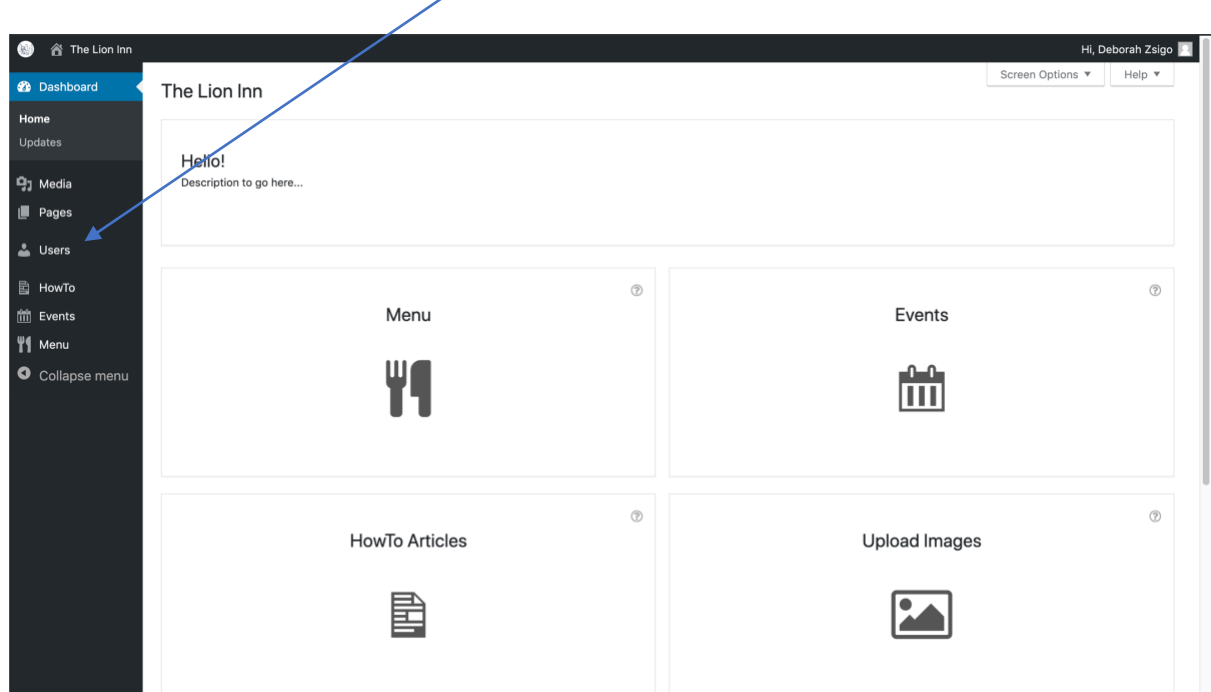 The Lion Inn
Hi, Deborah Zsigo
Dashboard
Home
Updates
Media
Pages
Users
HowTo
Events
Menu
Collapse menu
Screen Options
Help
The Lion Inn
Hello!
Description to go here...
Menu
Events
HowTo Articles
Upload Images